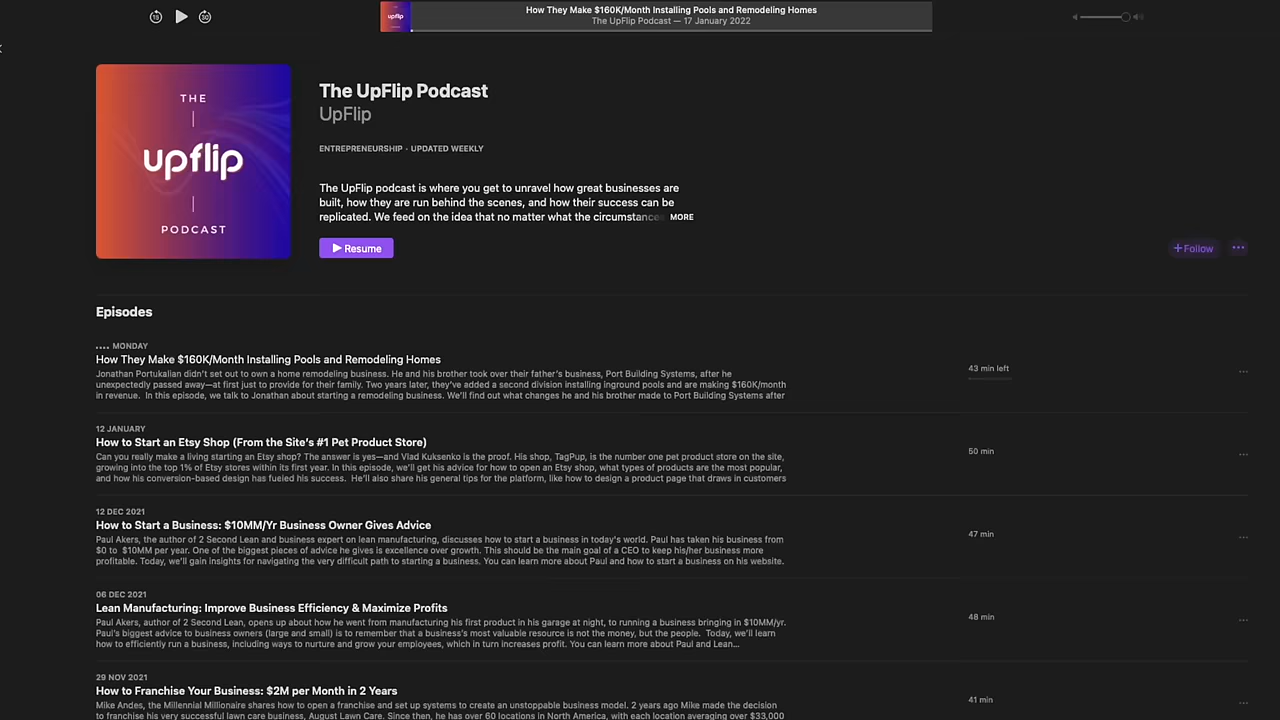 15
30
upflip
How They Make $160K/Month Installing Pools and Remodeling Homes
The UpFlip Podcast — 17 January 2022
THE
upflip
PODCAST
The UpFlip Podcast
UpFlip
ENTREPRENEURSHIP · UPDATED WEEKLY
The UpFlip podcast is where you get to unravel how great businesses are
built, how they are run behind the scenes, and how their success can be
replicated. We feed on the idea that no matter what the circumstance MORE
Resume
+Follow
Episodes
MONDAY
How They Make $160K/Month Installing Pools and Remodeling Homes
Jonathan Portukalian didn't set out to own a home remodeling business. He and his brother took over their father's business, Port Building Systems, after he
unexpectedly passed away—at first just to provide for their family. Two years later, they've added a second division installing inground pools and are making $160K/month
in revenue.  In this episode, we talk to Jonathan about starting a remodeling business. We'll find out what changes he and his brother made to Port Building Systems after
43 min left
12 JANUARY
How to Start an Etsy Shop (From the Site's #1 Pet Product Store)
Can you really make a living starting an Etsy shop? The answer is yes—and Vlad Kuksenko is the proof. His shop, TagPup, is the number one pet product store on the site,
growing into the top 1% of Etsy stores within its first year. In this episode, we'll get his advice for how to open an Etsy shop, what types of products are the most popular,
and how his conversion-based design has fueled his success.  He'll also share his general tips for the platform, like how to design a product page that draws in customers
50 min
12 DEC 2021
How to Start a Business: $10MM/Yr Business Owner Gives Advice
Paul Akers, the author of 2 Second Lean and business expert on lean manufacturing, discusses how to start a business in today's world. Paul has taken his business from
$0 to  $10MM per year. One of the biggest pieces of advice he gives is excellence over growth. This should be the main goal of a CEO to keep his/her business more
profitable. Today, we'll gain insights for navigating the very difficult path to starting a business. You can learn more about Paul and how to start a business on his website.
47 min
06 DEC 2021
Lean Manufacturing: Improve Business Efficiency & Maximize Profits
Paul Akers, author of 2 Second Lean, opens up about how he went from manufacturing his first product in his garage at night, to running a business bringing in $10MM/yr.
Paul's biggest advice to business owners (large and small) is to remember that a business's most valuable resource is not the money, but the people.  Today, we'll learn
how to efficiently run a business, including ways to nurture and grow your employees, which in turn increases profit. You can learn more about Paul and Lean...
48 min
29 NOV 2021
How to Franchise Your Business: $2M per Month in 2 Years
Mike Andes, the Millennial Millionaire shares how to open a franchise and set up systems to create an unstoppable business model. 2 years ago Mike made the decision
to franchise his very successful lawn care business, August Lawn Care. Since then, he has over 60 locations in North America, with each location averaging over $33,000
41 min